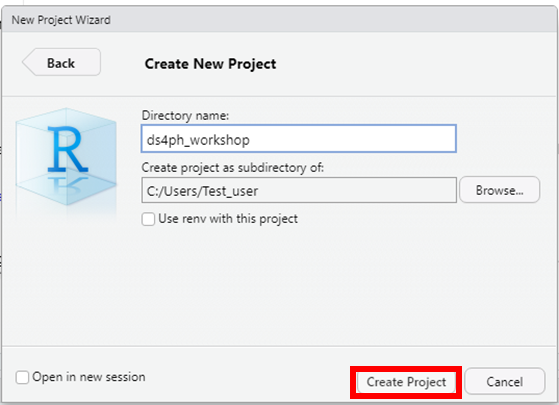 New Project Wizard
Back
Create New Project
Directory name:
ds4ph_workshop
Create project as subdirectory of:
C:/Users/Test_user
Browse...
Use renv with this project
R
Open in new session
Create Project
Cancel